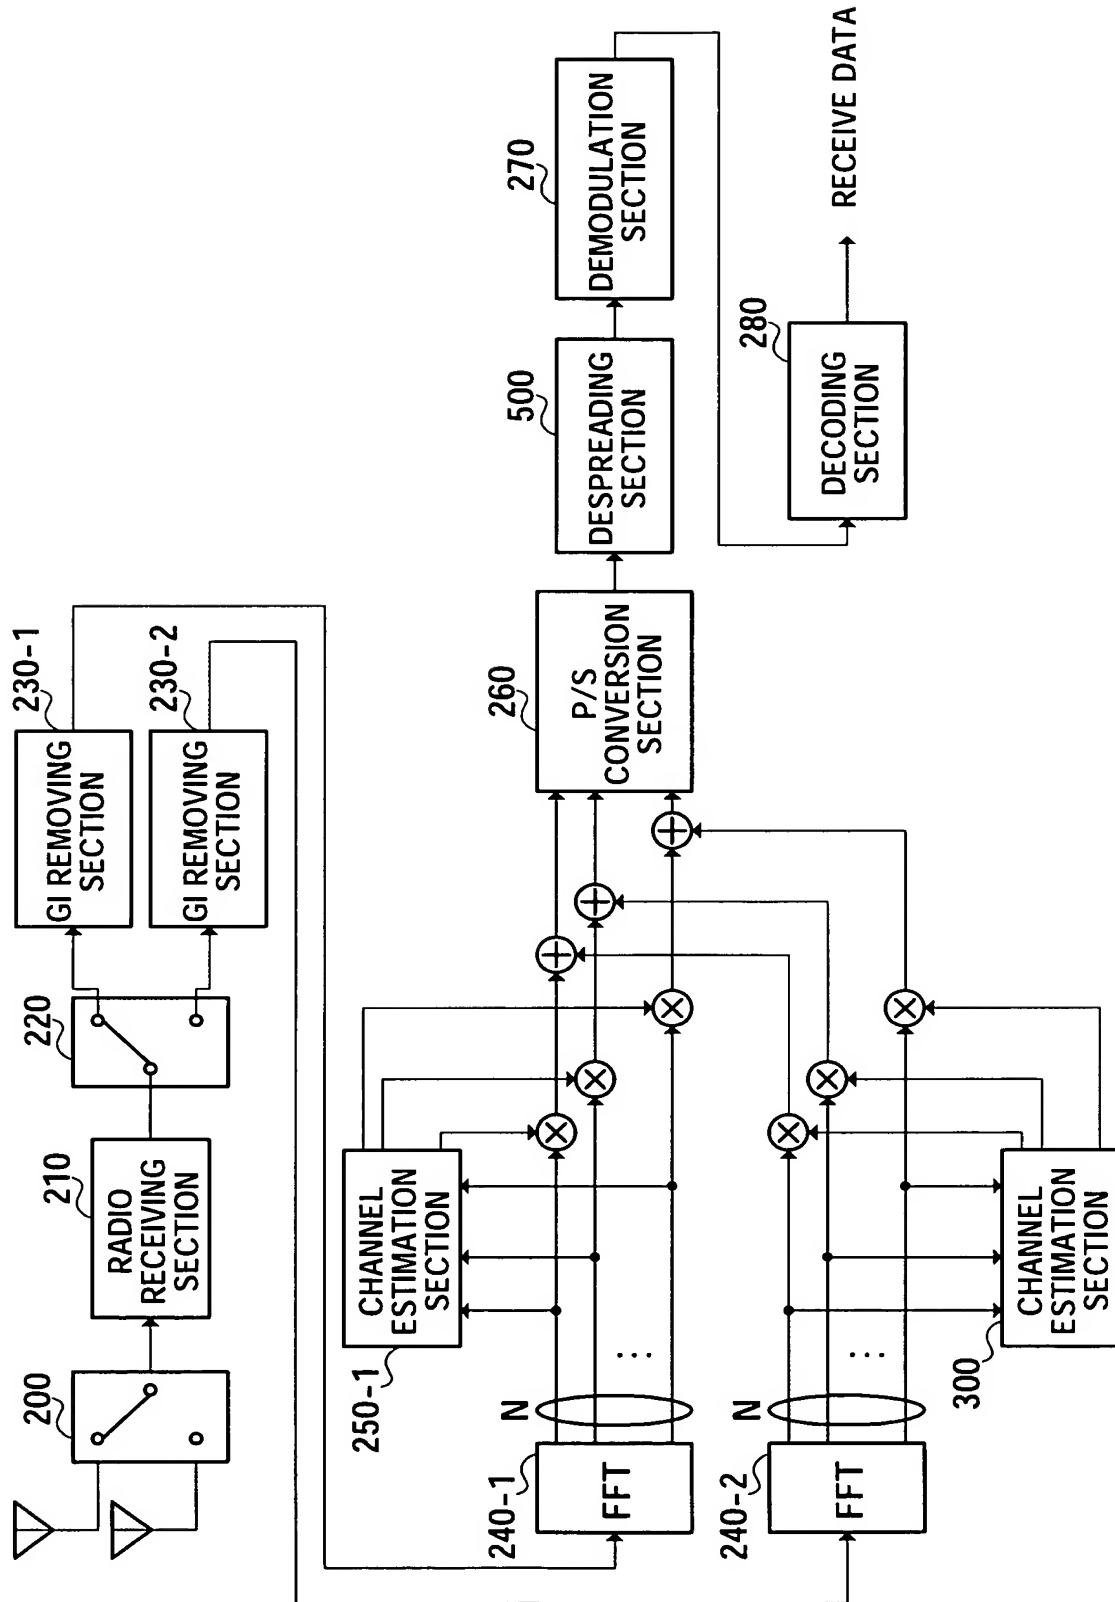 200
210
RADIO
RECEIVING
SECTION
220
230-1
GI REMOVING
SECTION
230-2
GI REMOVING
SECTION
250-1
CHANNEL
ESTIMATION
SECTION
240-1
FFT
N
...
260
P/S
CONVERSION
SECTION
500
DESPREADING
SECTION
270
DEMODULATION
SECTION
240-2
FFT
N
...
300
CHANNEL
ESTIMATION
SECTION
280
DECODING
SECTION
RECEIVE DATA